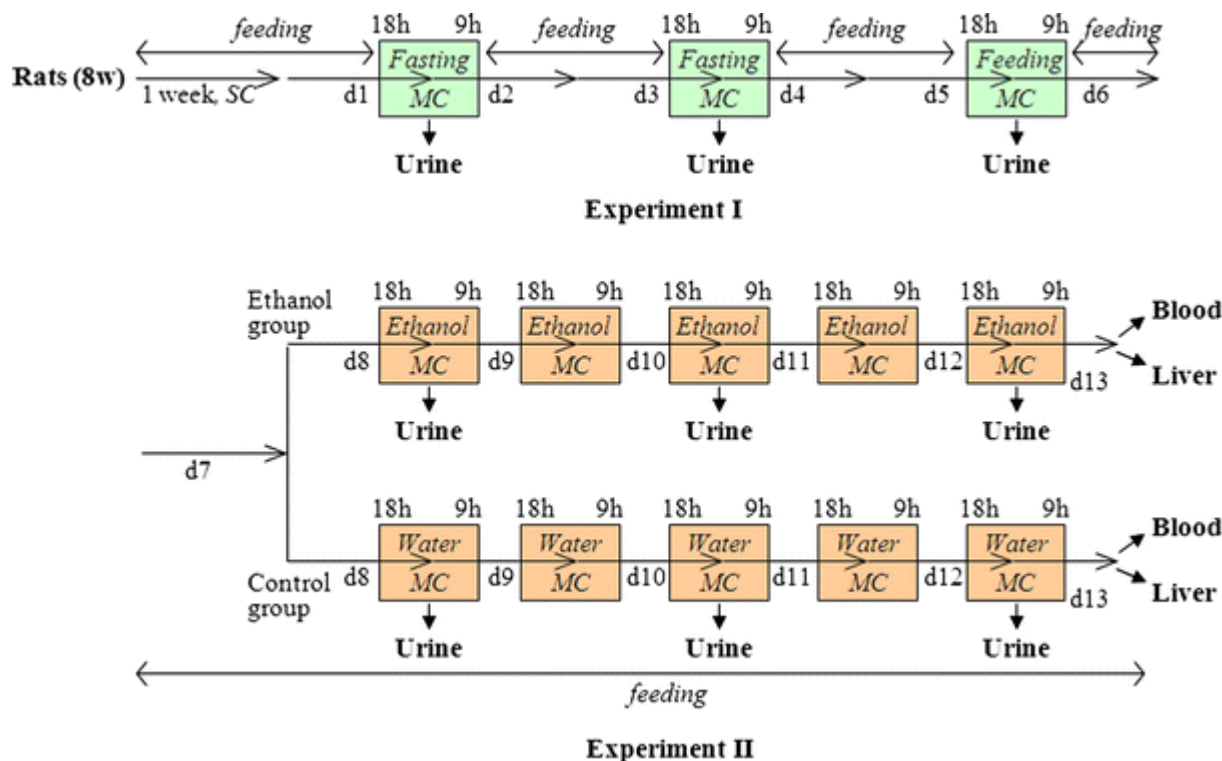 18h 9h 18h 9h 18h 9h
feeding feeding feeding feeding
Fasting Fasting Feeding
Rats (8w)
1 week, SC d1 MC d2 d3 MC d4 d5 MC d6
Urine Urine Urine
Experiment I
Ethanol
group
18h 9h 18h 9h 18h 9h 18h 9h 18h 9h
Ethanol Ethanol Ethanol Ethanol Ethanol
Blood
d8 MC d9 MC d10 MC d11 MC d12 MC d13
Liver
Urine Urine Urine
d7
18h 9h 18h 9h 18h 9h 18h 9h 18h 9h
Water Water Water Water Water
Blood
Control
group
d8 MC d9 MC d10 MC d11 MC d12 MC d13
Liver
Urine Urine Urine
feeding
Experiment II